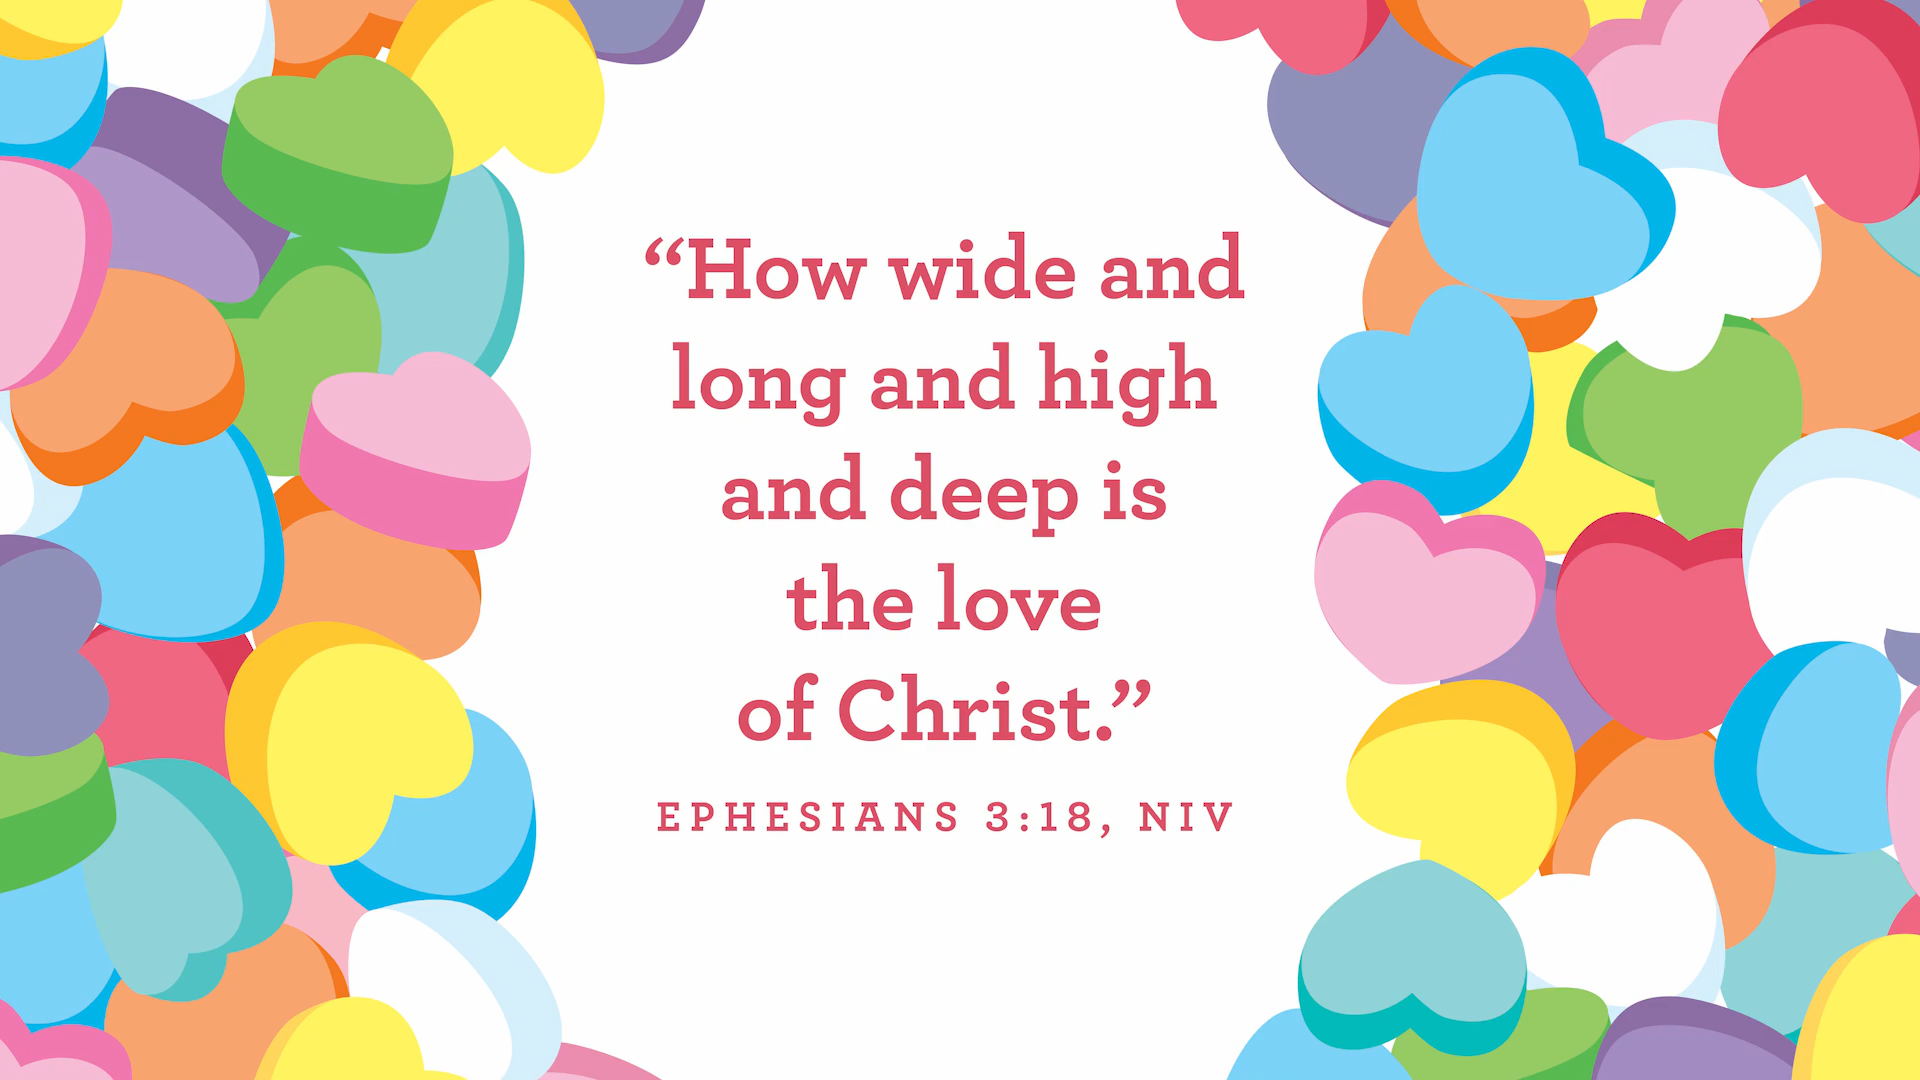 “How wide and
long and high
and deep is
the love
of Christ.”
EPHESIANS 3:18, NIV